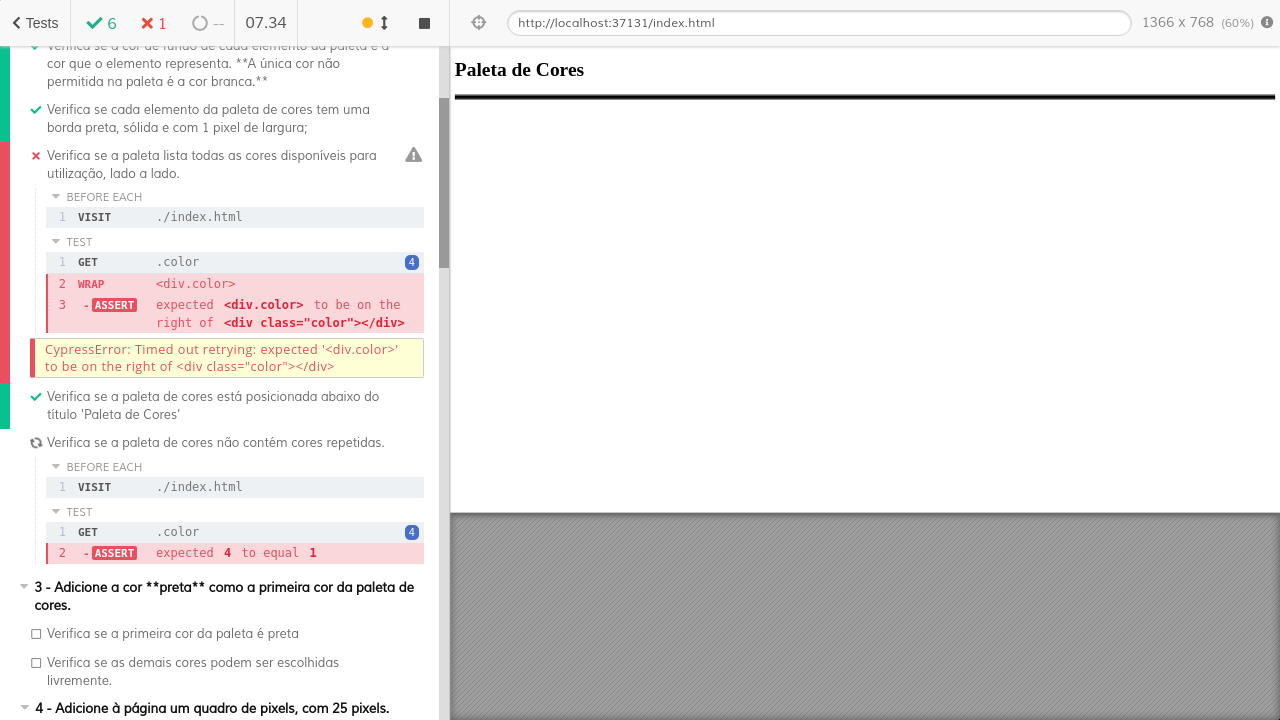 Tests
6
1
--
07.34
http://localhost:37131/index.html
1366 x 768 (60%)
Verifica se a cor de fundo de cada elemento da paleta é a
cor que o elemento representa. **A única cor não
permitida na paleta é a cor branca.**
Verifica se cada elemento da paleta de cores tem uma
borda preta, sólida e com 1 pixel de largura;
Verifica se a paleta lista todas as cores disponíveis para
utilização, lado a lado.
BEFORE EACH
1 VISIT ./index.html
TEST
1 GET .color 4
2 WRAP <div.color>
3 -ASSERT expected <div.color> to be on the
right of <div class="color"></div>
CypressError: Timed out retrying: expected '<div.color>'
to be on the right of <div class="color"></div>
Verifica se a paleta de cores está posicionada abaixo do
título 'Paleta de Cores'
Verifica se a paleta de cores não contém cores repetidas.
BEFORE EACH
1 VISIT ./index.html
TEST
1 GET .color 4
2 -ASSERT expected 4 to equal 1
3 - Adicione a cor **preta** como a primeira cor da paleta de
cores.
Verifica se a primeira cor da paleta é preta
Verifica se as demais cores podem ser escolhidas
livremente.
4 - Adicione à página um quadro de pixels, com 25 pixels.
Paleta de Cores